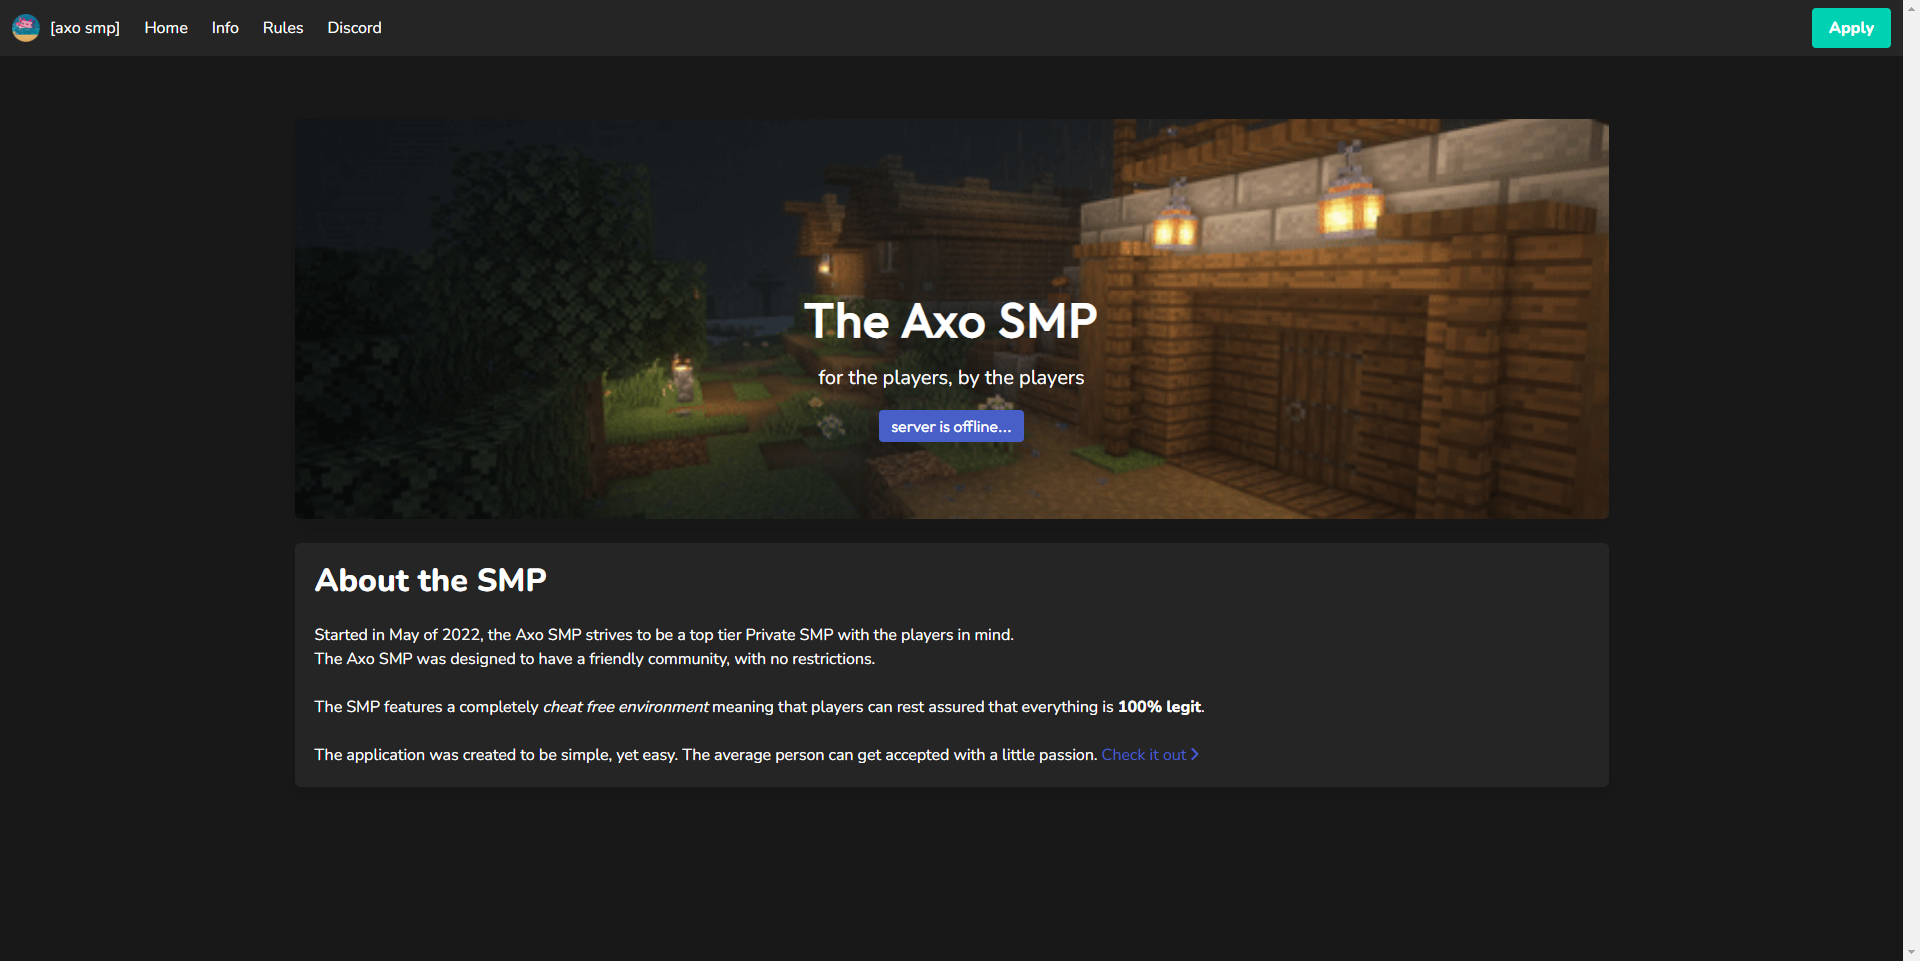 [axo smp] Home Info Rules Discord Apply
The Axo SMP
for the players, by the players
server is offline...
About the SMP
Started in May of 2022, the Axo SMP strives to be a top tier Private SMP with the players in mind.
The Axo SMP was designed to have a friendly community, with no restrictions.
The SMP features a completely cheat free environment meaning that players can rest assured that everything is 100% legit.
The application was created to be simple, yet easy. The average person can get accepted with a little passion. Check it out